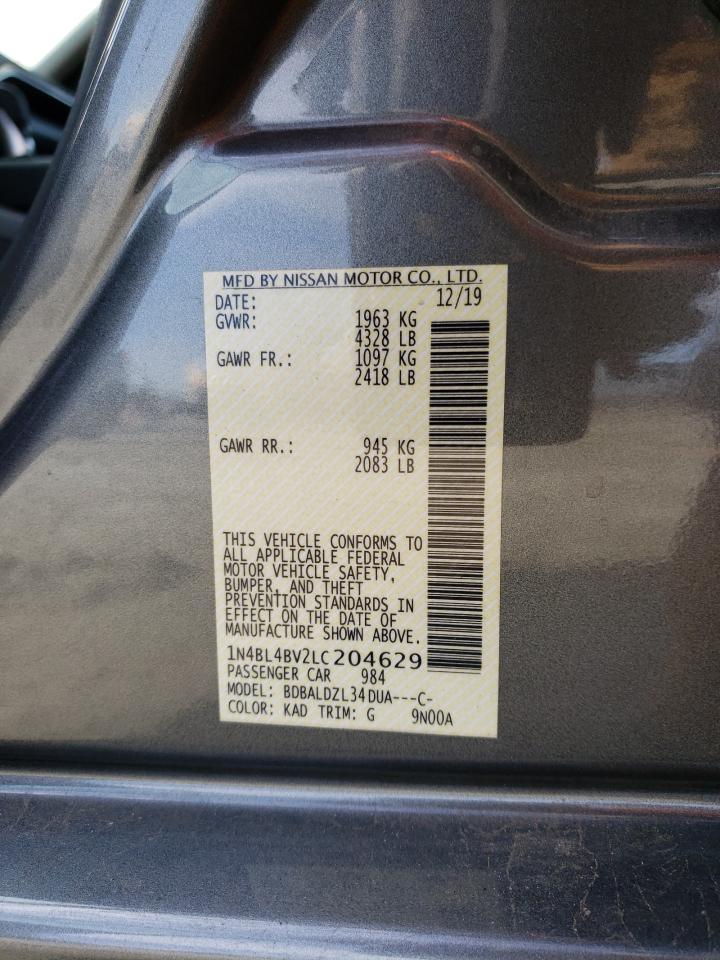 MFD BY NISSAN MOTOR CO., LTD.
DATE: 12/19
GVWR: 1963 KG
4328 LB
GAWR FR.: 1097 KG
2418 LB
GAWR RR.: 945 KG
2083 LB
THIS VEHICLE CONFORMS TO
ALL APPLICABLE FEDERAL
MOTOR VEHICLE SAFETY,
BUMPER, AND THEFT
PREVENTION STANDARDS IN
EFFECT ON THE DATE OF
MANUFACTURE SHOWN ABOVE.
1N4BL4BV2LC204629
PASSENGER CAR 984
MODEL: BDBALDZL34DUA---C-
COLOR: KAD TRIM: G 9N00A